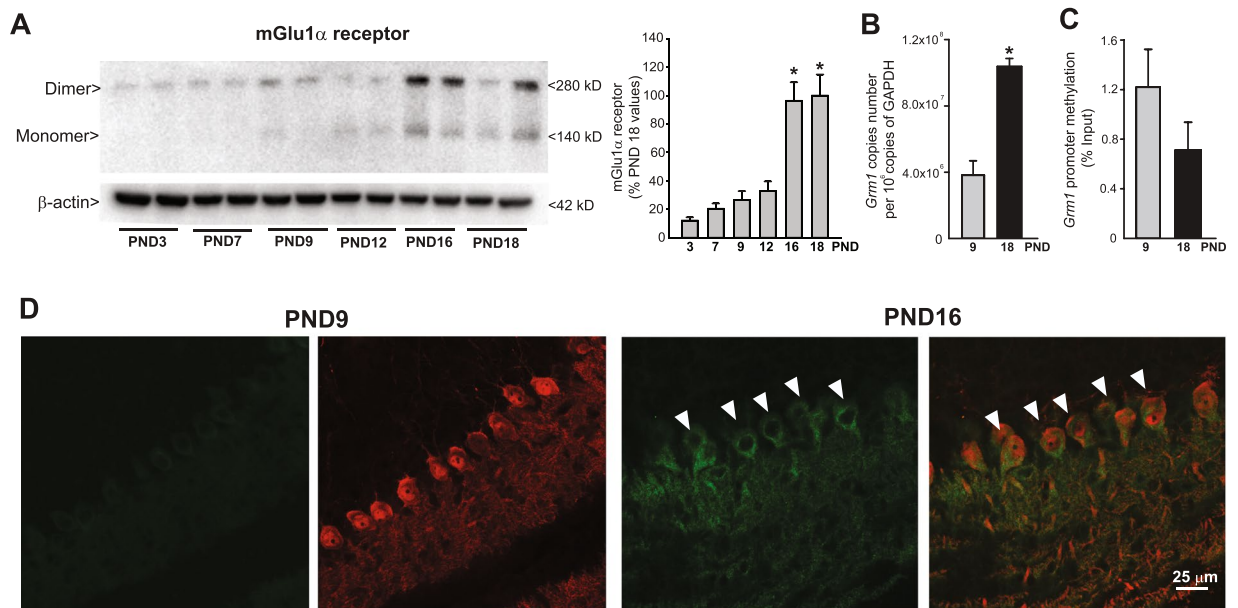 A
mGlu1α receptor
Dimer>
<280 kD
Monomer>
<140 kD
β-actin>
<42 kD
PND3 PND7 PND9 PND12 PND16 PND18
mGlu1α receptor
(% PND 18 values)
140
120
100
80
60
40
20
0
* *
3 7 9 12 16 18 PND
B
Grm1 copies number
per 10⁶ copies of GAPDH
1.2x10⁸
8.0x10⁷
4.0x10⁶
0
*
9 18 PND
C
Grm1 promoter methylation
(% Input)
1.6
1.2
0.8
0.4
0
9 18 PND
D
PND9
PND16
25 μm